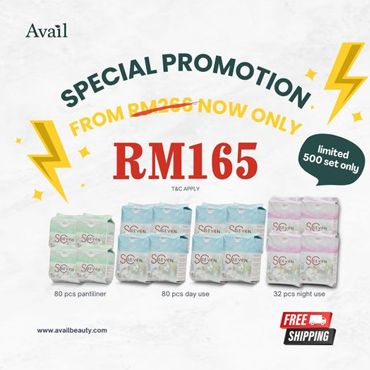 Avail
SPECIAL PROMOTION
FROM RM266 NOW ONLY
RM165
T&C APPLY
limited
500 set only
80 pcs pantiliner
80 pcs day use
32 pcs night use
www.availbeauty.com
FREE
SHIPPING